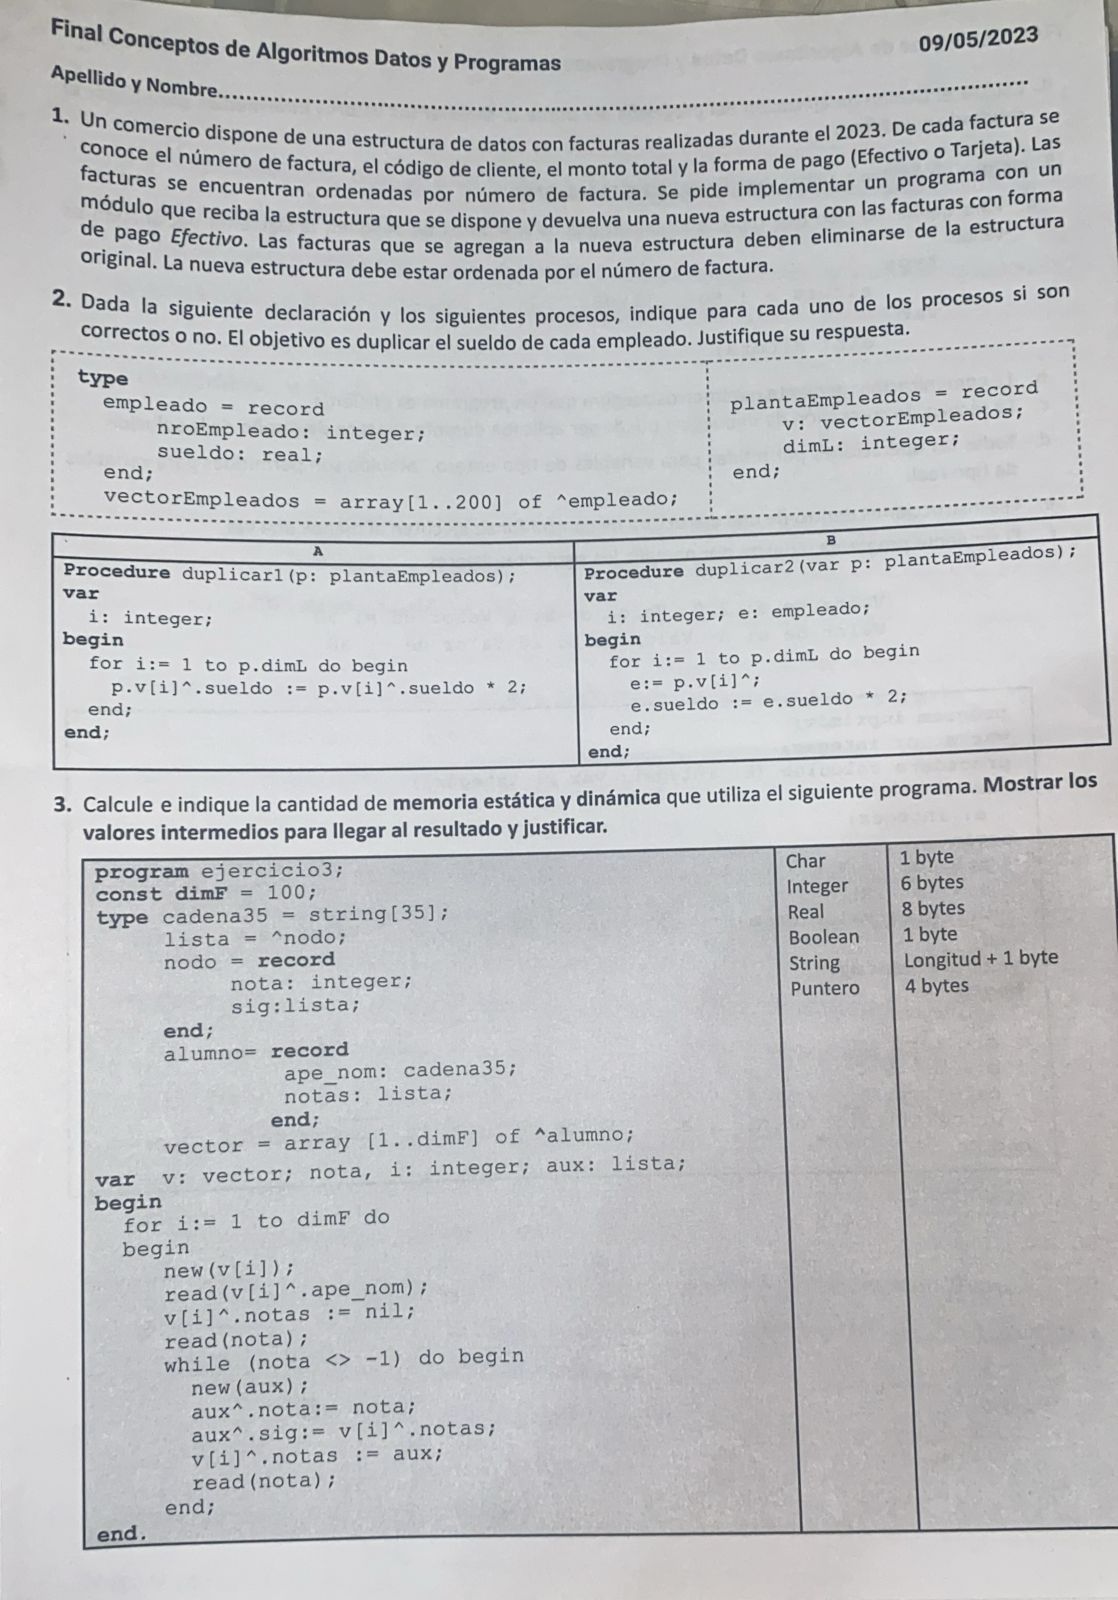 Final Conceptos de Algoritmos Datos y Programas
09/05/2023
Apellido y Nombre
1. Un comercio dispone de una estructura de datos con facturas realizadas durante el 2023. De cada factura se
conoce el número de factura, el código de cliente, el monto total y la forma de pago (Efectivo o Tarjeta). Las
facturas se encuentran ordenadas por número de factura. Se pide implementar un programa con un
módulo que reciba la estructura que se dispone y devuelva una nueva estructura con las facturas con forma
de pago Efectivo. Las facturas que se agregan a la nueva estructura deben eliminarse de la estructura
original. La nueva estructura debe estar ordenada por el número de factura.
2. Dada la siguiente declaración y los siguientes procesos, indique para cada uno de los procesos si son
correctos o no. El objetivo es duplicar el sueldo de cada empleado. Justifique su respuesta.
type
empleado = record
nroEmpleado: integer;
sueldo: real;
end;
vectorEmpleados = array[1..200] of ^empleado;
plantaEmpleados = record
v: vectorEmpleados;
dimL: integer;
end;
A
Procedure duplicar1(p: plantaEmpleados);
var
i: integer;
begin
for i:= 1 to p.dimL do begin
p.v[i]^.sueldo := p.v[i]^.sueldo * 2;
end;
end;
B
Procedure duplicar2(var p: plantaEmpleados);
var
i: integer; e: empleado;
begin
for i:= 1 to p.dimL do begin
e:= p.v[i]^;
e.sueldo := e.sueldo * 2;
end;
end;
3. Calcule e indique la cantidad de memoria estática y dinámica que utiliza el siguiente programa. Mostrar los
valores intermedios para llegar al resultado y justificar.
program ejercicio3;
const dimF = 100;
type cadena35 = string[35];
lista = ^nodo;
nodo = record
nota: integer;
sig:lista;
end;
alumno= record
ape_nom: cadena35;
notas: lista;
end;
vector = array [1..dimF] of ^alumno;
var v: vector; nota, i: integer; aux: lista;
begin
for i:= 1 to dimF do
begin
new(v[i]);
read(v[i]^.ape_nom);
v[i]^.notas := nil;
read(nota);
while (nota <> -1) do begin
new(aux);
aux^.nota:= nota;
aux^.sig:= v[i]^.notas;
v[i]^.notas := aux;
read(nota);
end;
end.
Char 1 byte
Integer 6 bytes
Real 8 bytes
Boolean 1 byte
String Longitud + 1 byte
Puntero 4 bytes